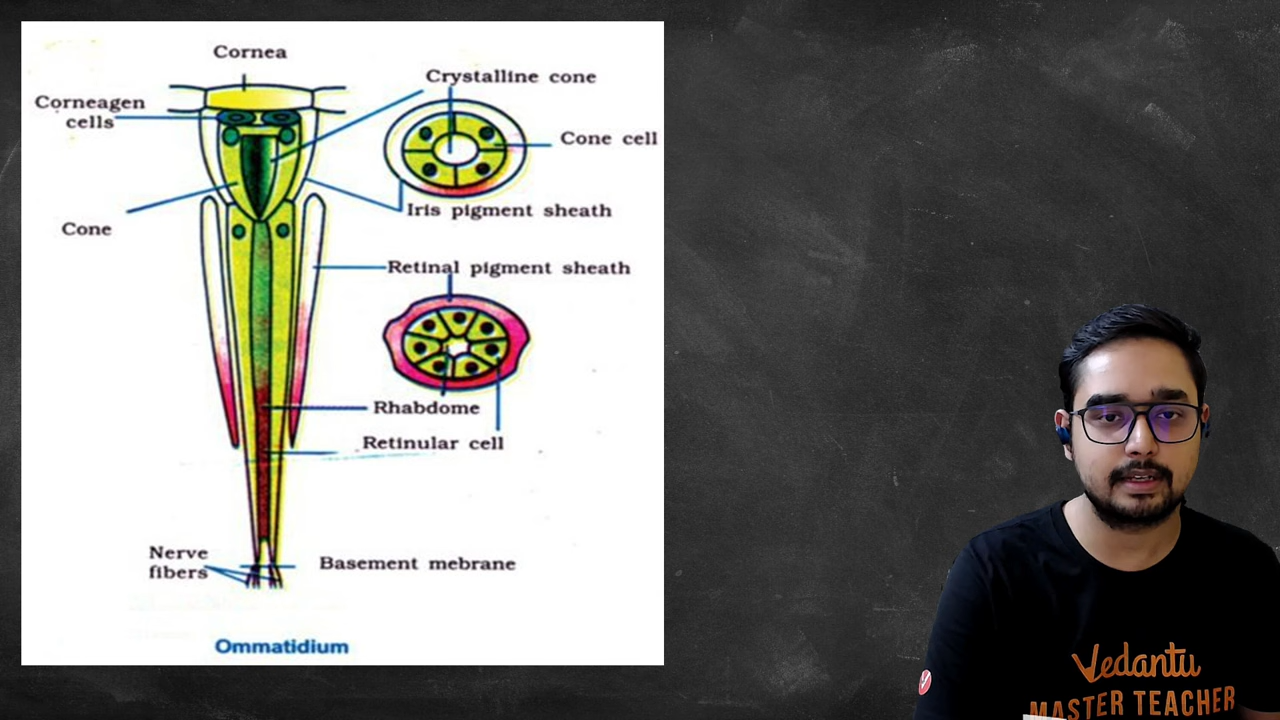 Cornea
Crystalline cone
Corneagen
cells
Cone cell
Iris pigment sheath
Cone
Retinal pigment sheath
Rhabdome
Retinular cell
Nerve
fibers
Basement mebrane
Ommatidium
Vedantu
MASTER TEACHER